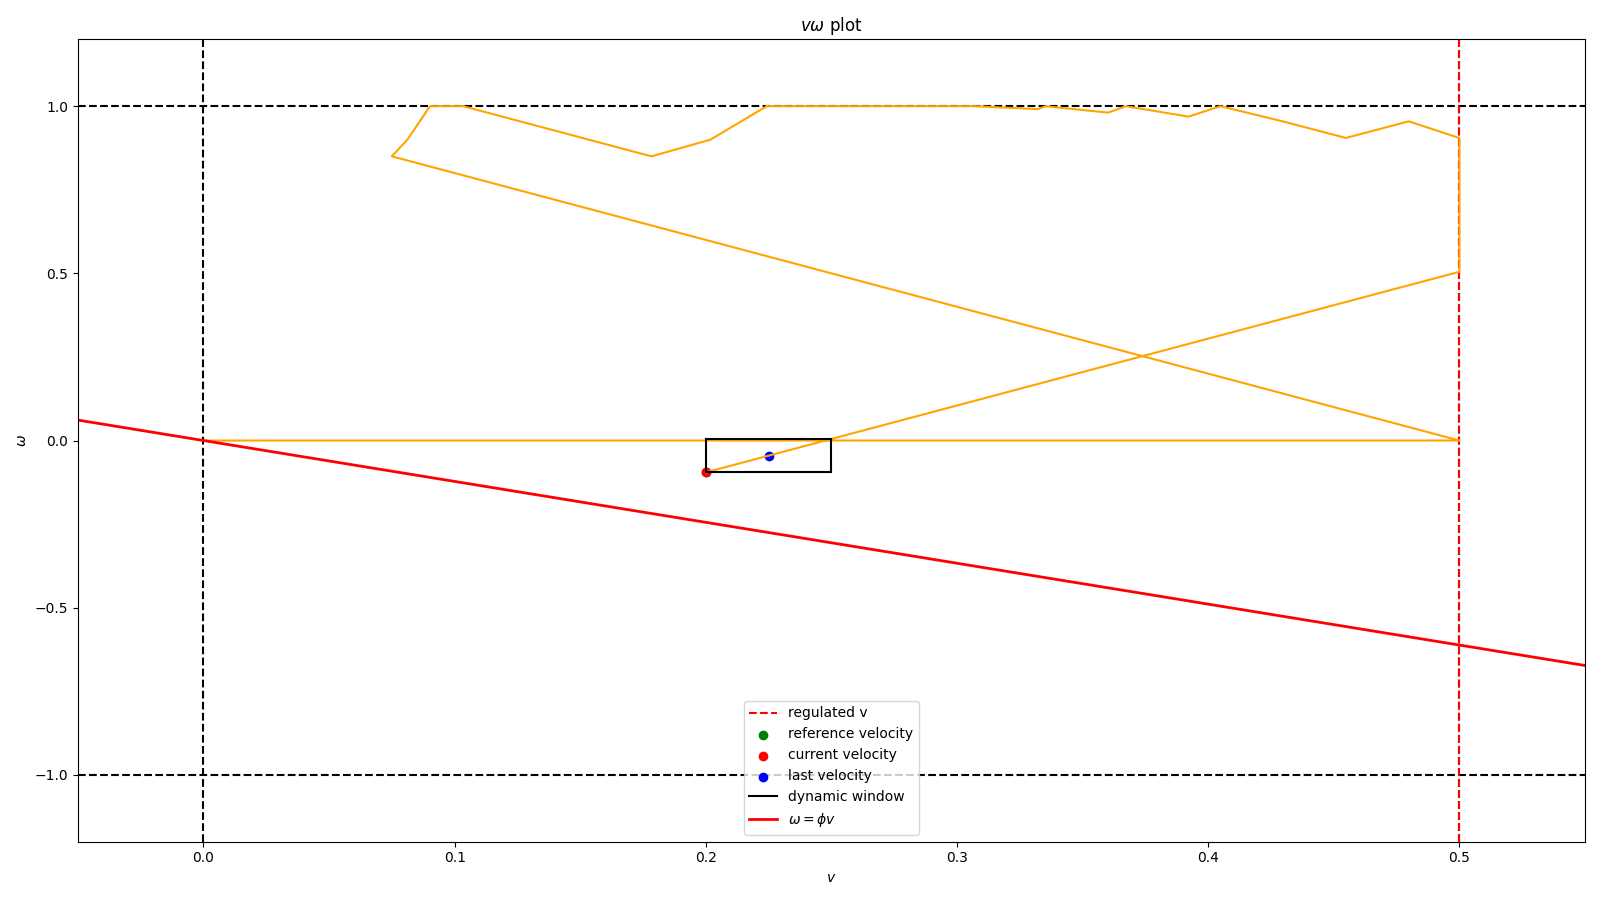 vω plot
1.0
0.5
0.0
−0.5
−1.0
ω
0.0 0.1 0.2 0.3 0.4 0.5
v
regulated v
reference velocity
current velocity
last velocity
dynamic window
ω = ϕv